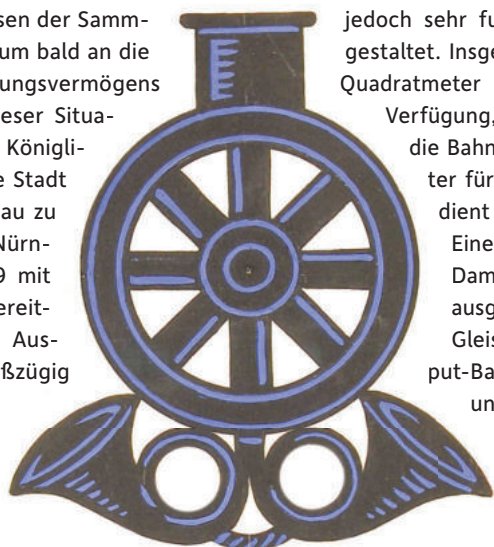 sen der Samm-
um bald an die
ungsvermögens
eser Situa-
Königli-
e Stadt
au zu
Nürn-
9 mit
ereit-
Aus-
ßzügig
jedoch sehr fu
gestaltet. Insge
Quadratmeter
Verfügung,
die Bahn
ter für
dient
Eine
Dam
ausg
Gleis
put-Ba
un